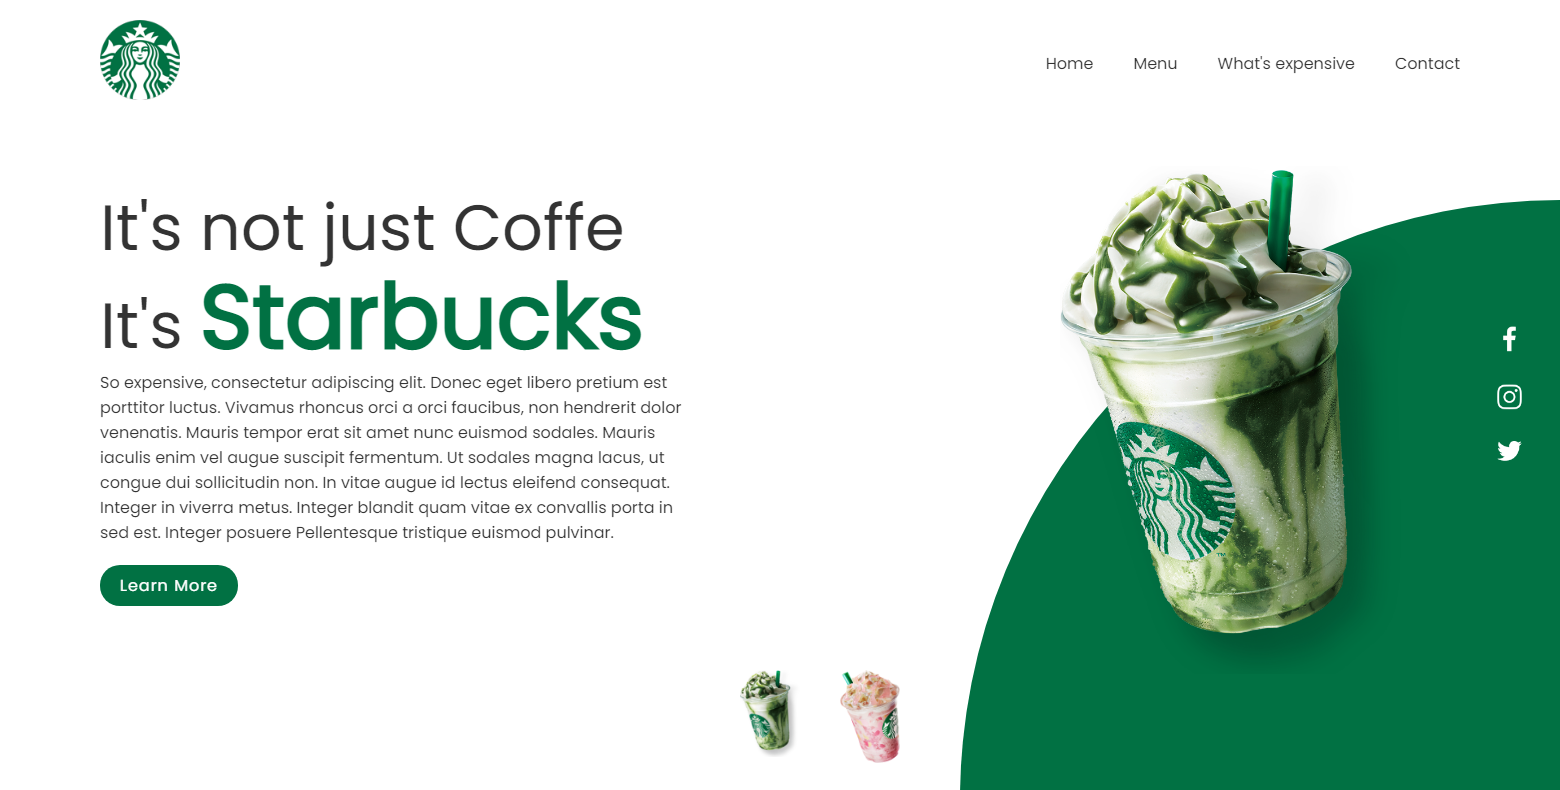 Home Menu What's expensive Contact
It's not just Coffe
It's Starbucks
So expensive, consectetur adipiscing elit. Donec eget libero pretium est
porttitor luctus. Vivamus rhoncus orci a orci faucibus, non hendrerit dolor
venenatis. Mauris tempor erat sit amet nunc euismod sodales. Mauris
iaculis enim vel augue suscipit fermentum. Ut sodales magna lacus, ut
congue dui sollicitudin non. In vitae augue id lectus eleifend consequat.
Integer in viverra metus. Integer blandit quam vitae ex convallis porta in
sed est. Integer posuere Pellentesque tristique euismod pulvinar.
Learn More
TM